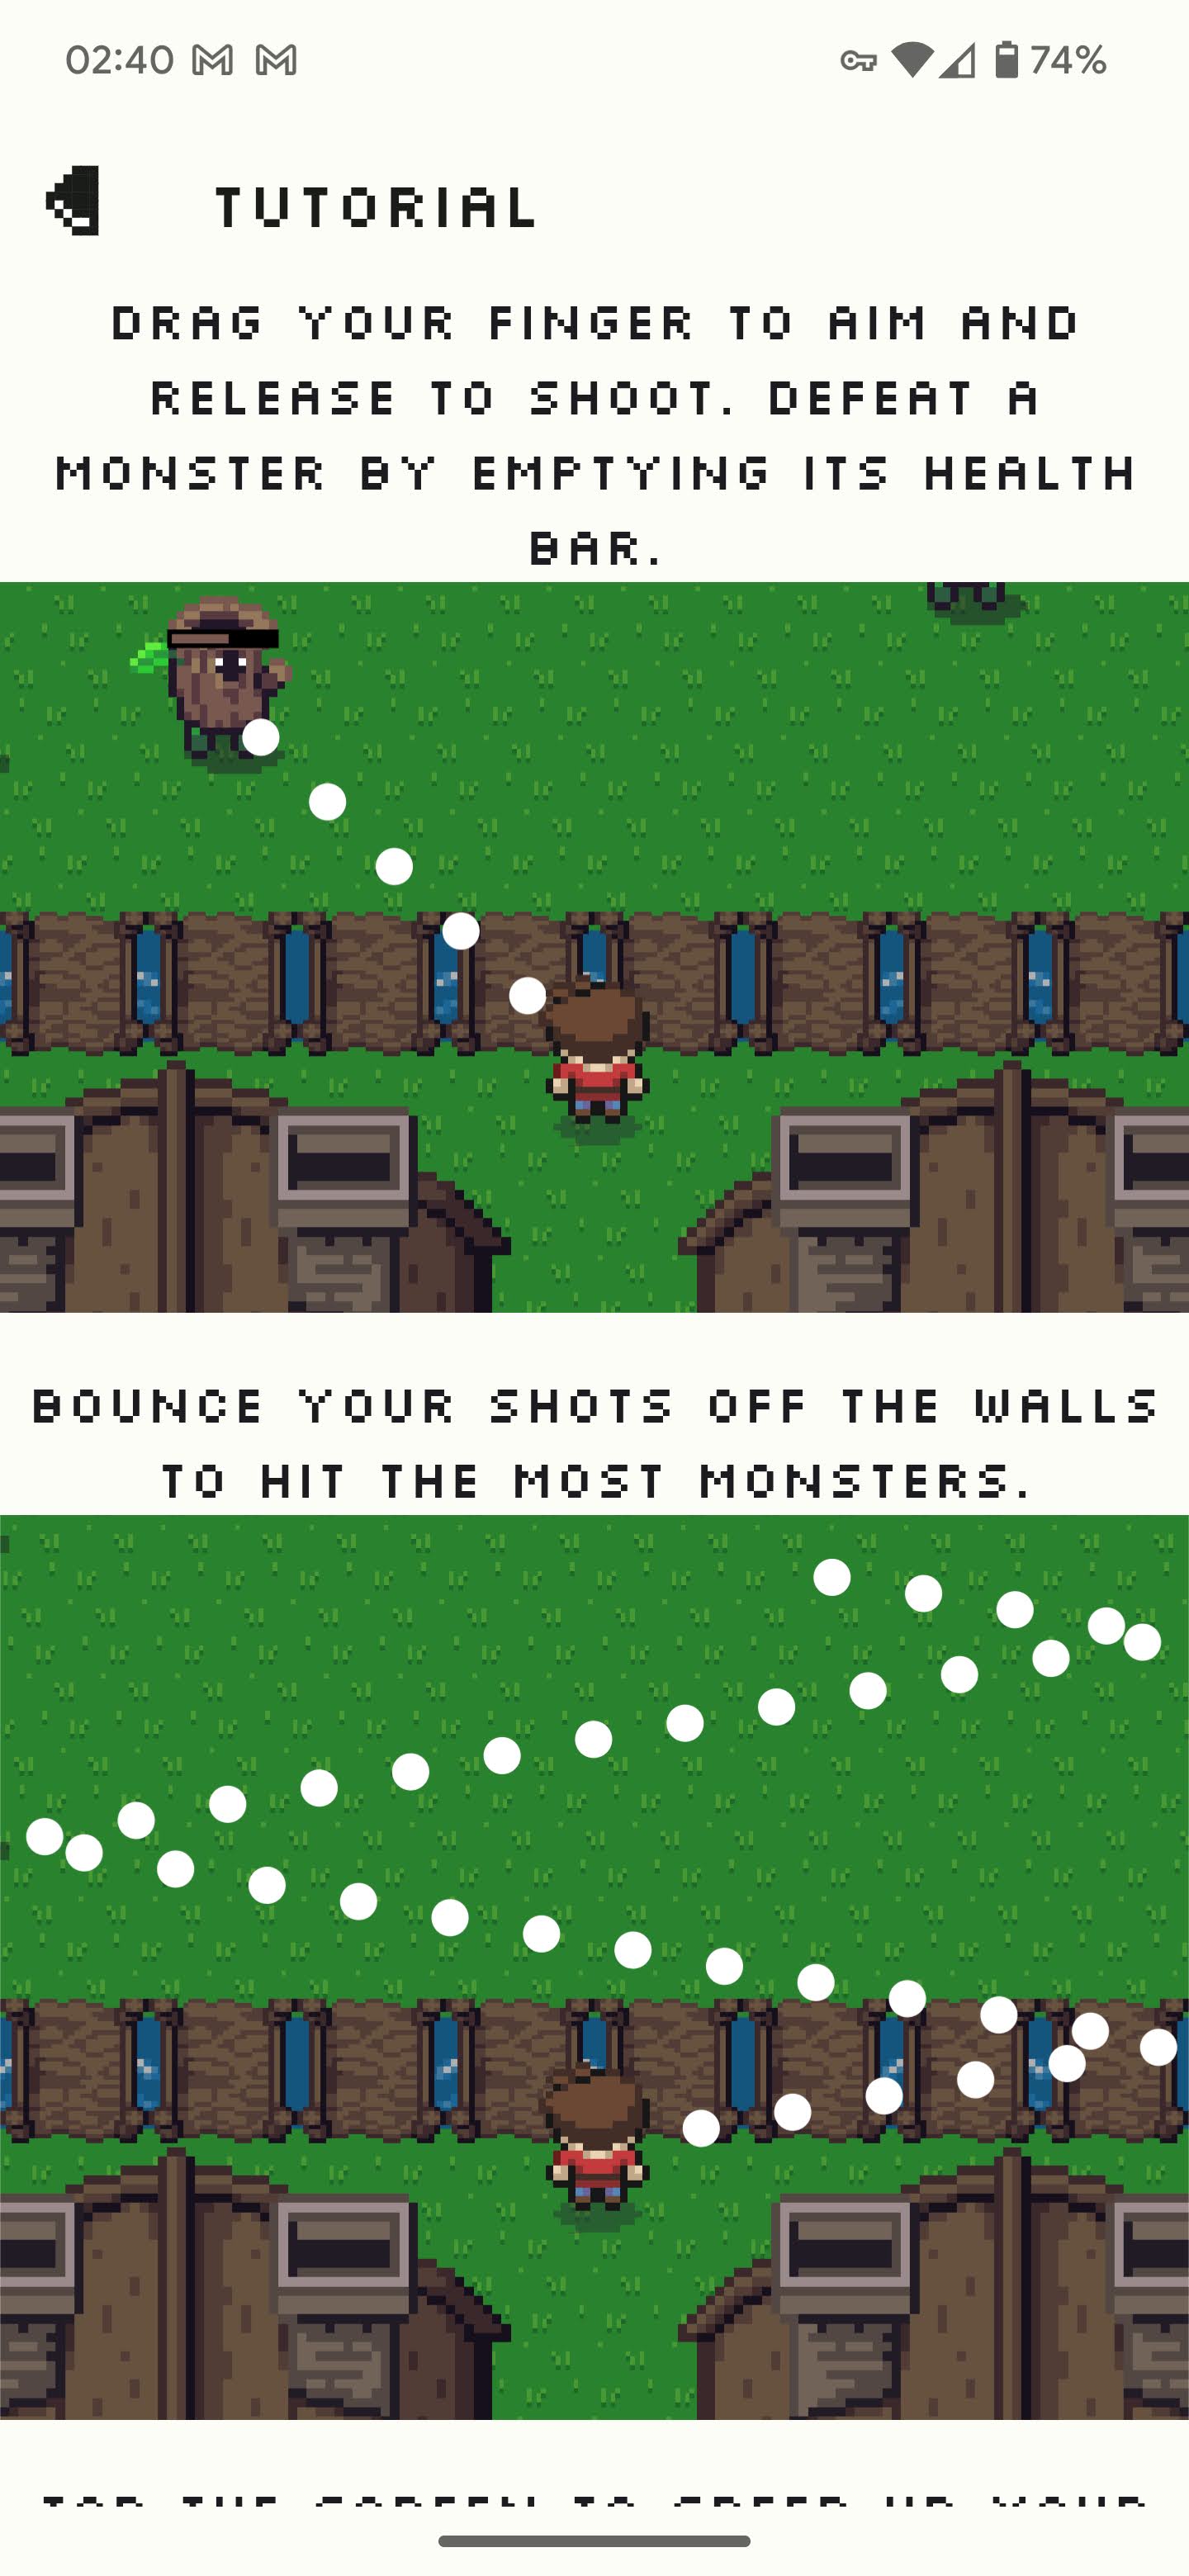 02:40
74%
TUTORIAL
DRAG YOUR FINGER TO AIM AND
RELEASE TO SHOOT. DEFEAT A
MONSTER BY EMPTYING ITS HEALTH
BAR.
BOUNCE YOUR SHOTS OFF THE WALLS
TO HIT THE MOST MONSTERS.